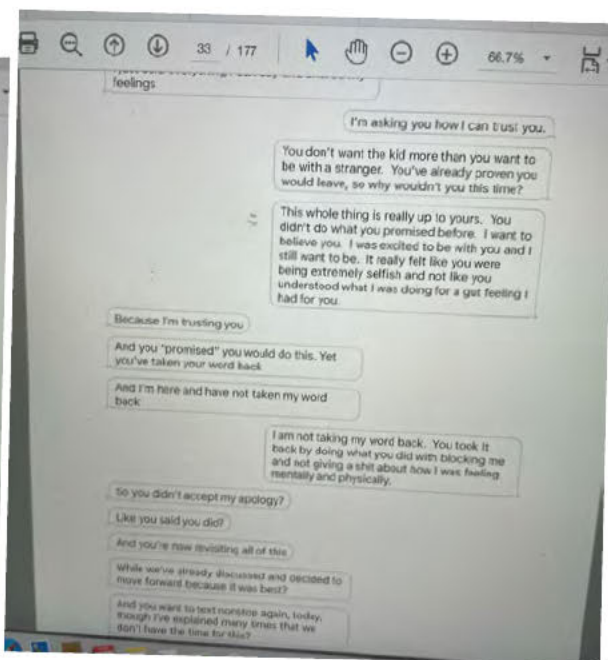 33 / 177
66.7%
feelings
I'm asking you how I can trust you.
You don't want the kid more than you want to
be with a stranger. You've already proven you
would leave, so why wouldn't you this time?
This whole thing is really up to yours. You
didn't do what you promised before. I want to
believe you. I was excited to be with you and I
still want to be. It really felt like you were
being extremely selfish and not like you
understood what I was doing for a gut feeling I
had for you.
Because I'm trusting you
And you "promised" you would do this. Yet
you've taken your word back
And I'm here and have not taken my word
back
I am not taking my word back. You took it
back by doing what you did with blocking me
and not giving a shit about how I was feeling
mentally and physically.
So you didn't accept my apology?
Like you said you did?
And you're now revisiting all of this
While we've already discussed and decided to
move forward because it was best?
And you want to text nonstop again, today,
though I've explained many times that we
don't have the time for this?